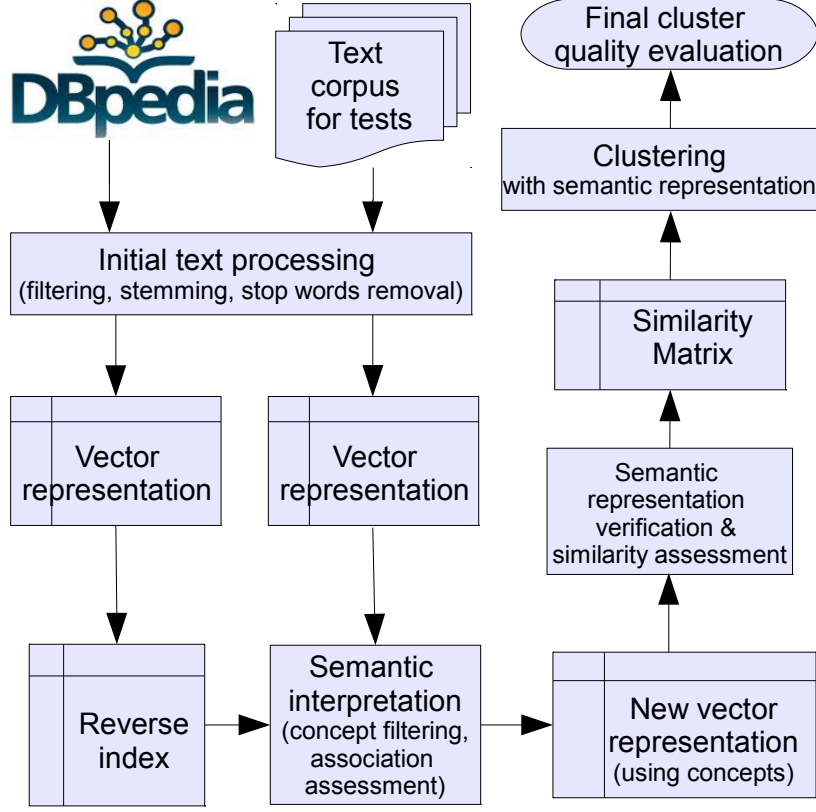 DBpedia
Text
corpus
for tests
Initial text processing
(filtering, stemming, stop words removal)
Vector
representation
Vector
representation
Reverse
index
Semantic
interpretation
(concept filtering,
association
assessment)
New vector
representation
(using concepts)
Semantic
representation
verification &
similarity assessment
Similarity
Matrix
Clustering
with semantic representation
Final cluster
quality evaluation